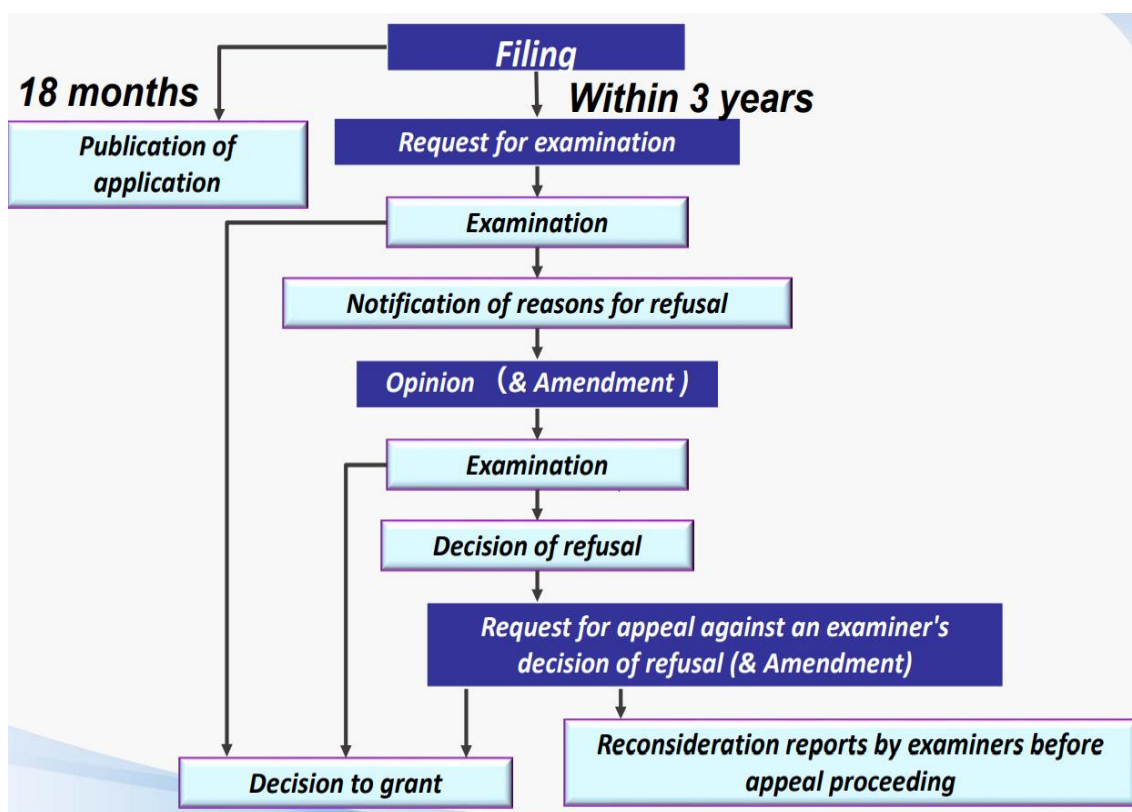 Filing
18 months
Within 3 years
Publication of
application
Request for examination
Examination
Notification of reasons for refusal
Opinion （& Amendment )
Examination
Decision of refusal
Request for appeal against an examiner's
decision of refusal (& Amendment)
Reconsideration reports by examiners before
appeal proceeding
Decision to grant